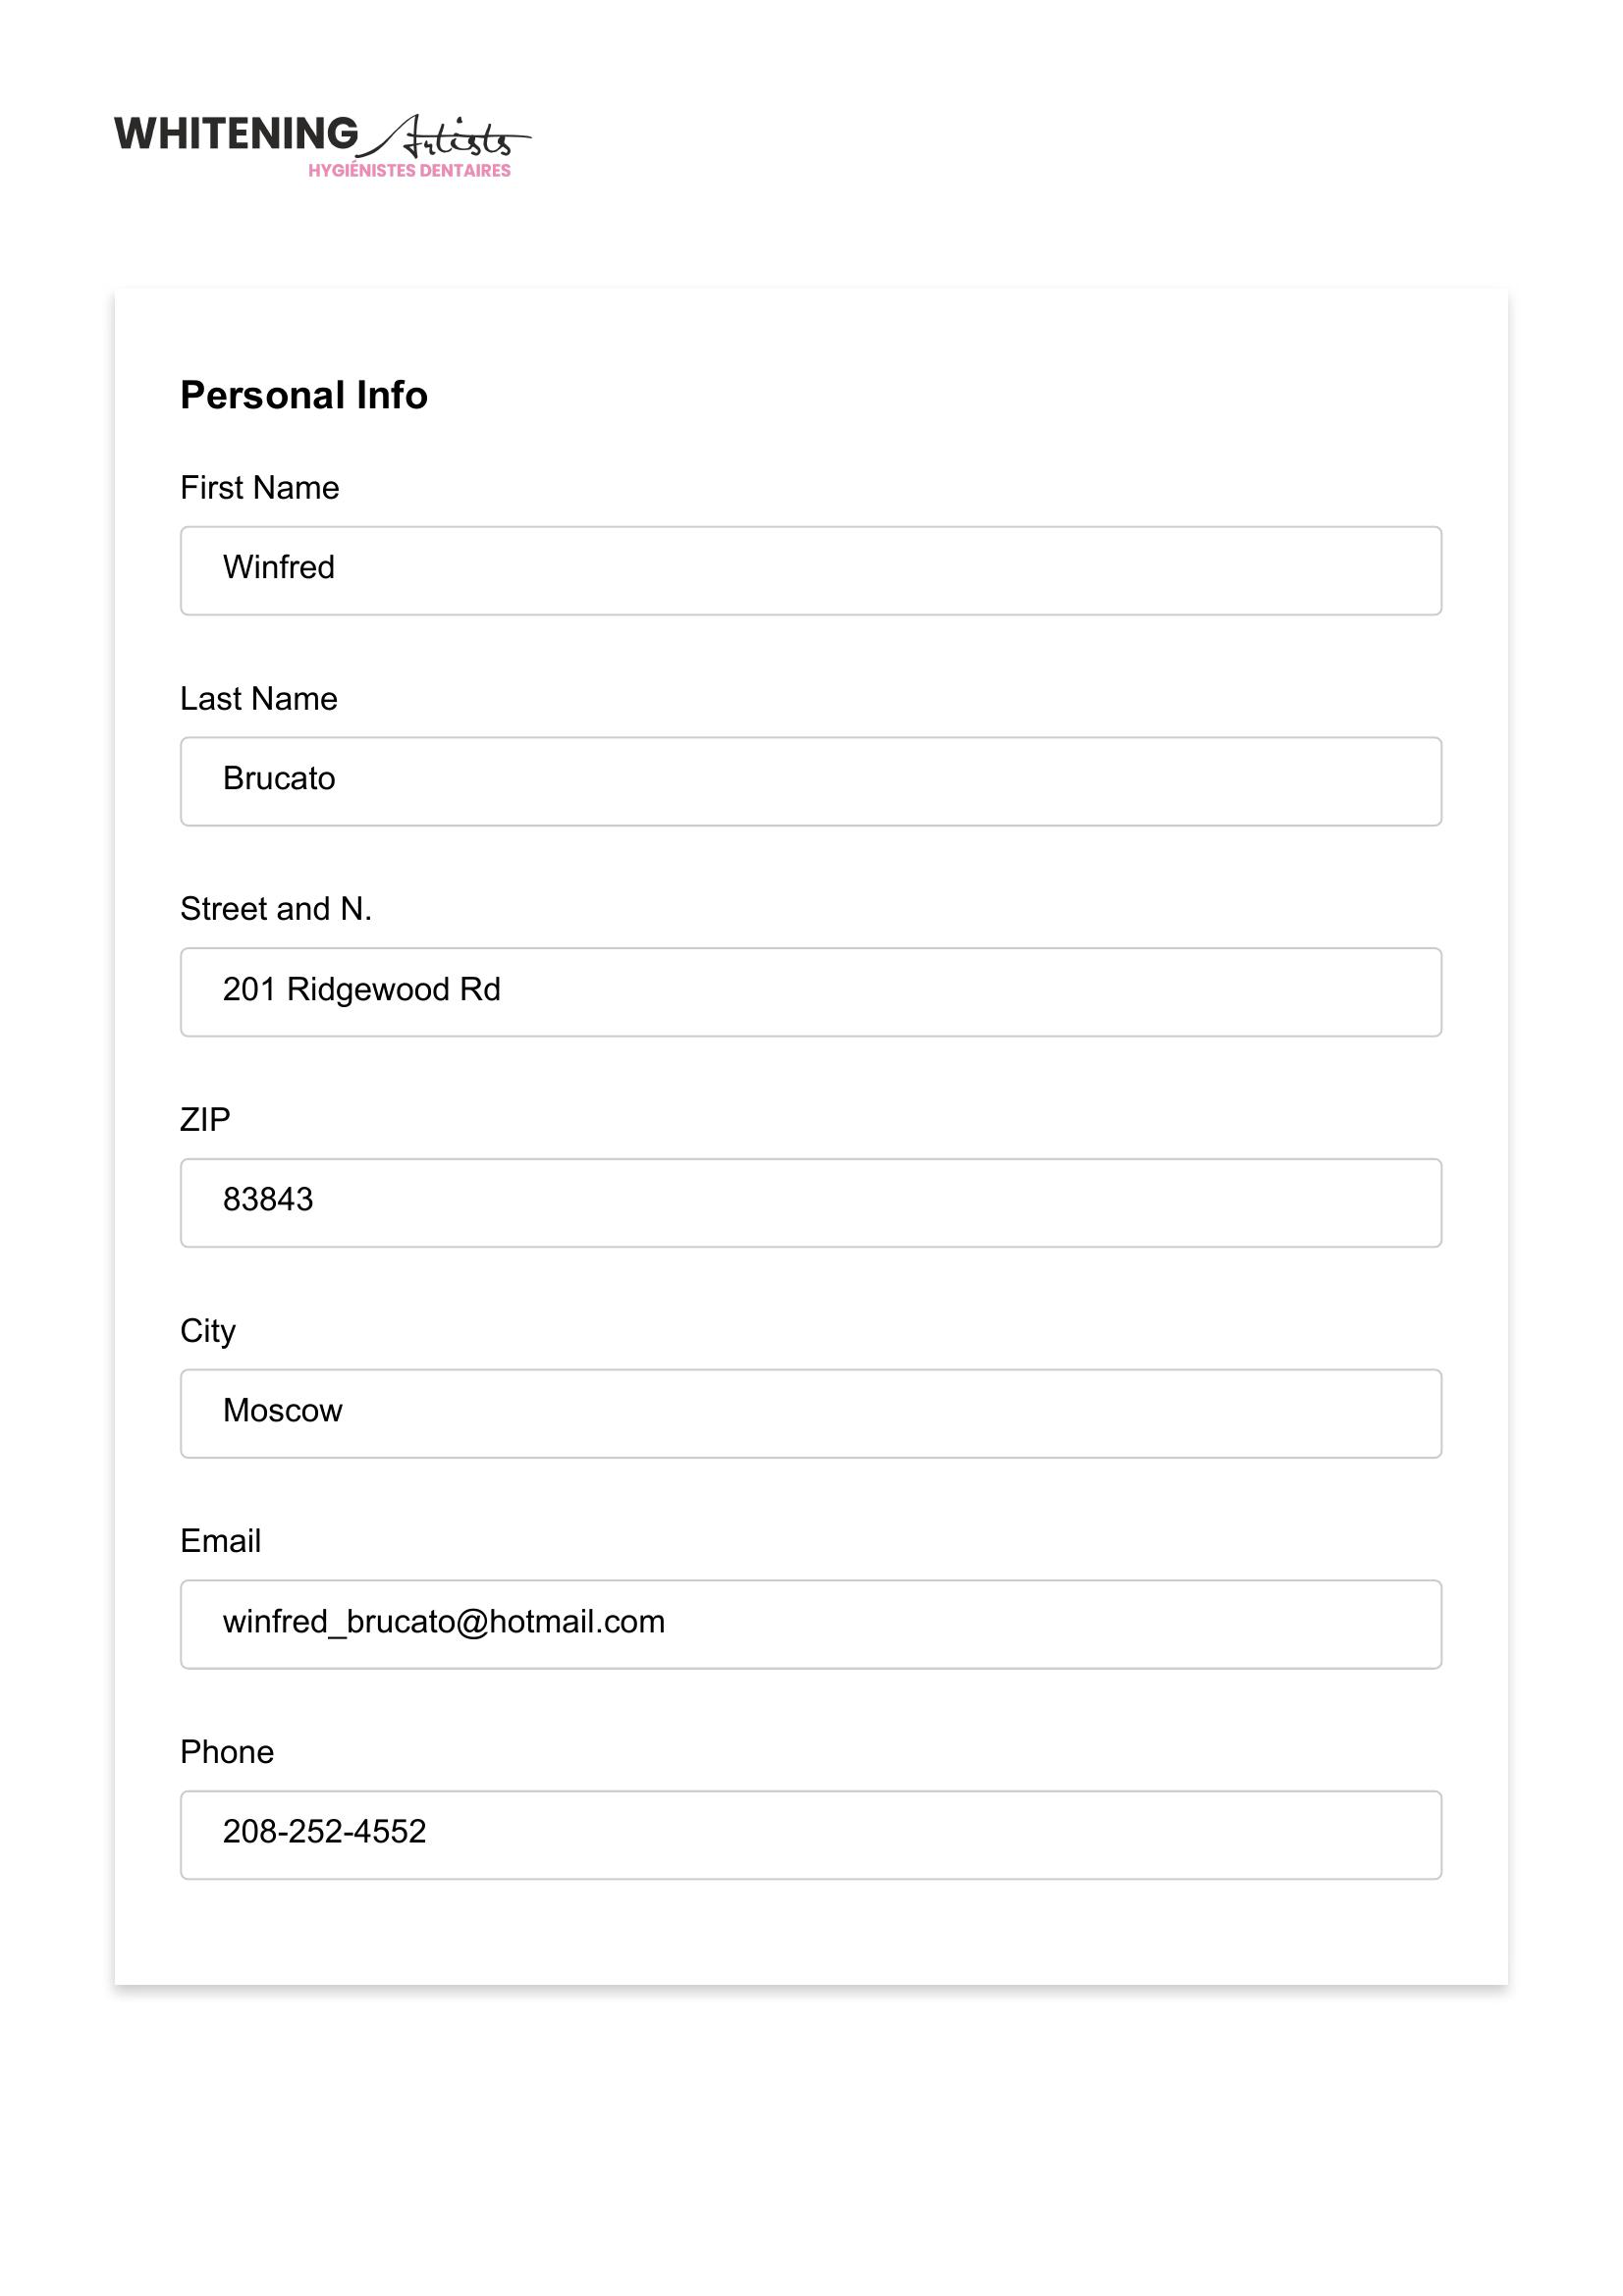 WHITENING Artists
HYGIÉNISTES DENTAIRES
Personal Info
First Name
Winfred
Last Name
Brucato
Street and N.
201 Ridgewood Rd
ZIP
83843
City
Moscow
Email
winfred_brucato@hotmail.com
Phone
208-252-4552